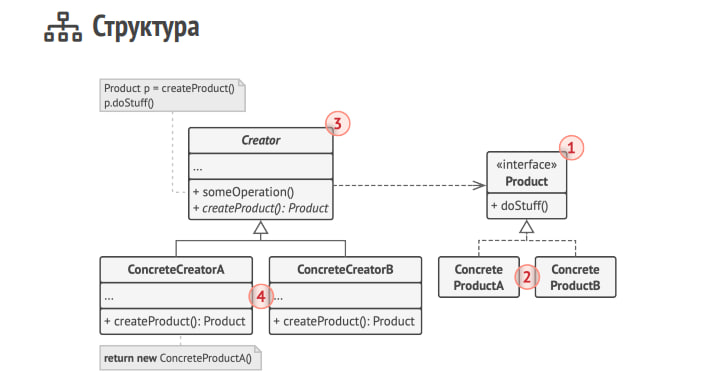 Структура
Product p = createProduct()
p.doStuff()
3
Creator
...
+ someOperation()
+ createProduct(): Product
1
«interface»
Product
+ doStuff()
ConcreteCreatorA
...
+ createProduct(): Product
4
ConcreteCreatorB
...
+ createProduct(): Product
Concrete
ProductA
2
Concrete
ProductB
return new ConcreteProductA()